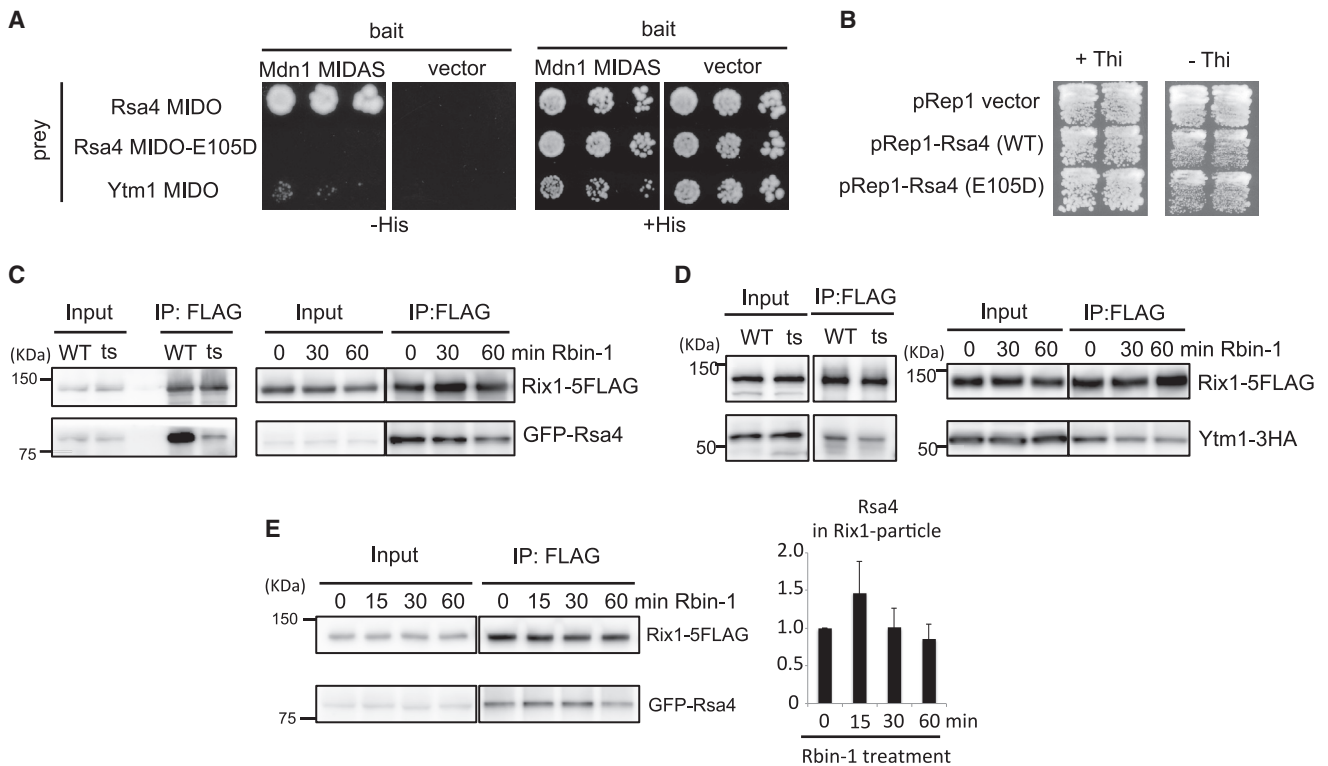 A
bait
bait
Mdn1 MIDAS vector
Mdn1 MIDAS vector
prey
Rsa4 MIDO
Rsa4 MIDO-E105D
Ytm1 MIDO
-His
+His
B
+ Thi
- Thi
pRep1 vector
pRep1-Rsa4 (WT)
pRep1-Rsa4 (E105D)
C
Input
IP: FLAG
Input
IP:FLAG
(KDa)
WT ts
WT ts
0 30 60
0 30 60 min Rbin-1
150
Rix1-5FLAG
GFP-Rsa4
75
D
Input
IP:FLAG
Input
IP:FLAG
(KDa)
WT ts
WT ts
(KDa)
0 30 60
0 30 60 min Rbin-1
150
150
Rix1-5FLAG
50
50
Ytm1-3HA
E
Input
IP: FLAG
(KDa)
0 15 30 60
0 15 30 60 min Rbin-1
150
Rix1-5FLAG
GFP-Rsa4
75
Rsa4
in Rix1-particle
2.0
1.5
1.0
0.5
0
0 15 30 60 min
Rbin-1 treatment